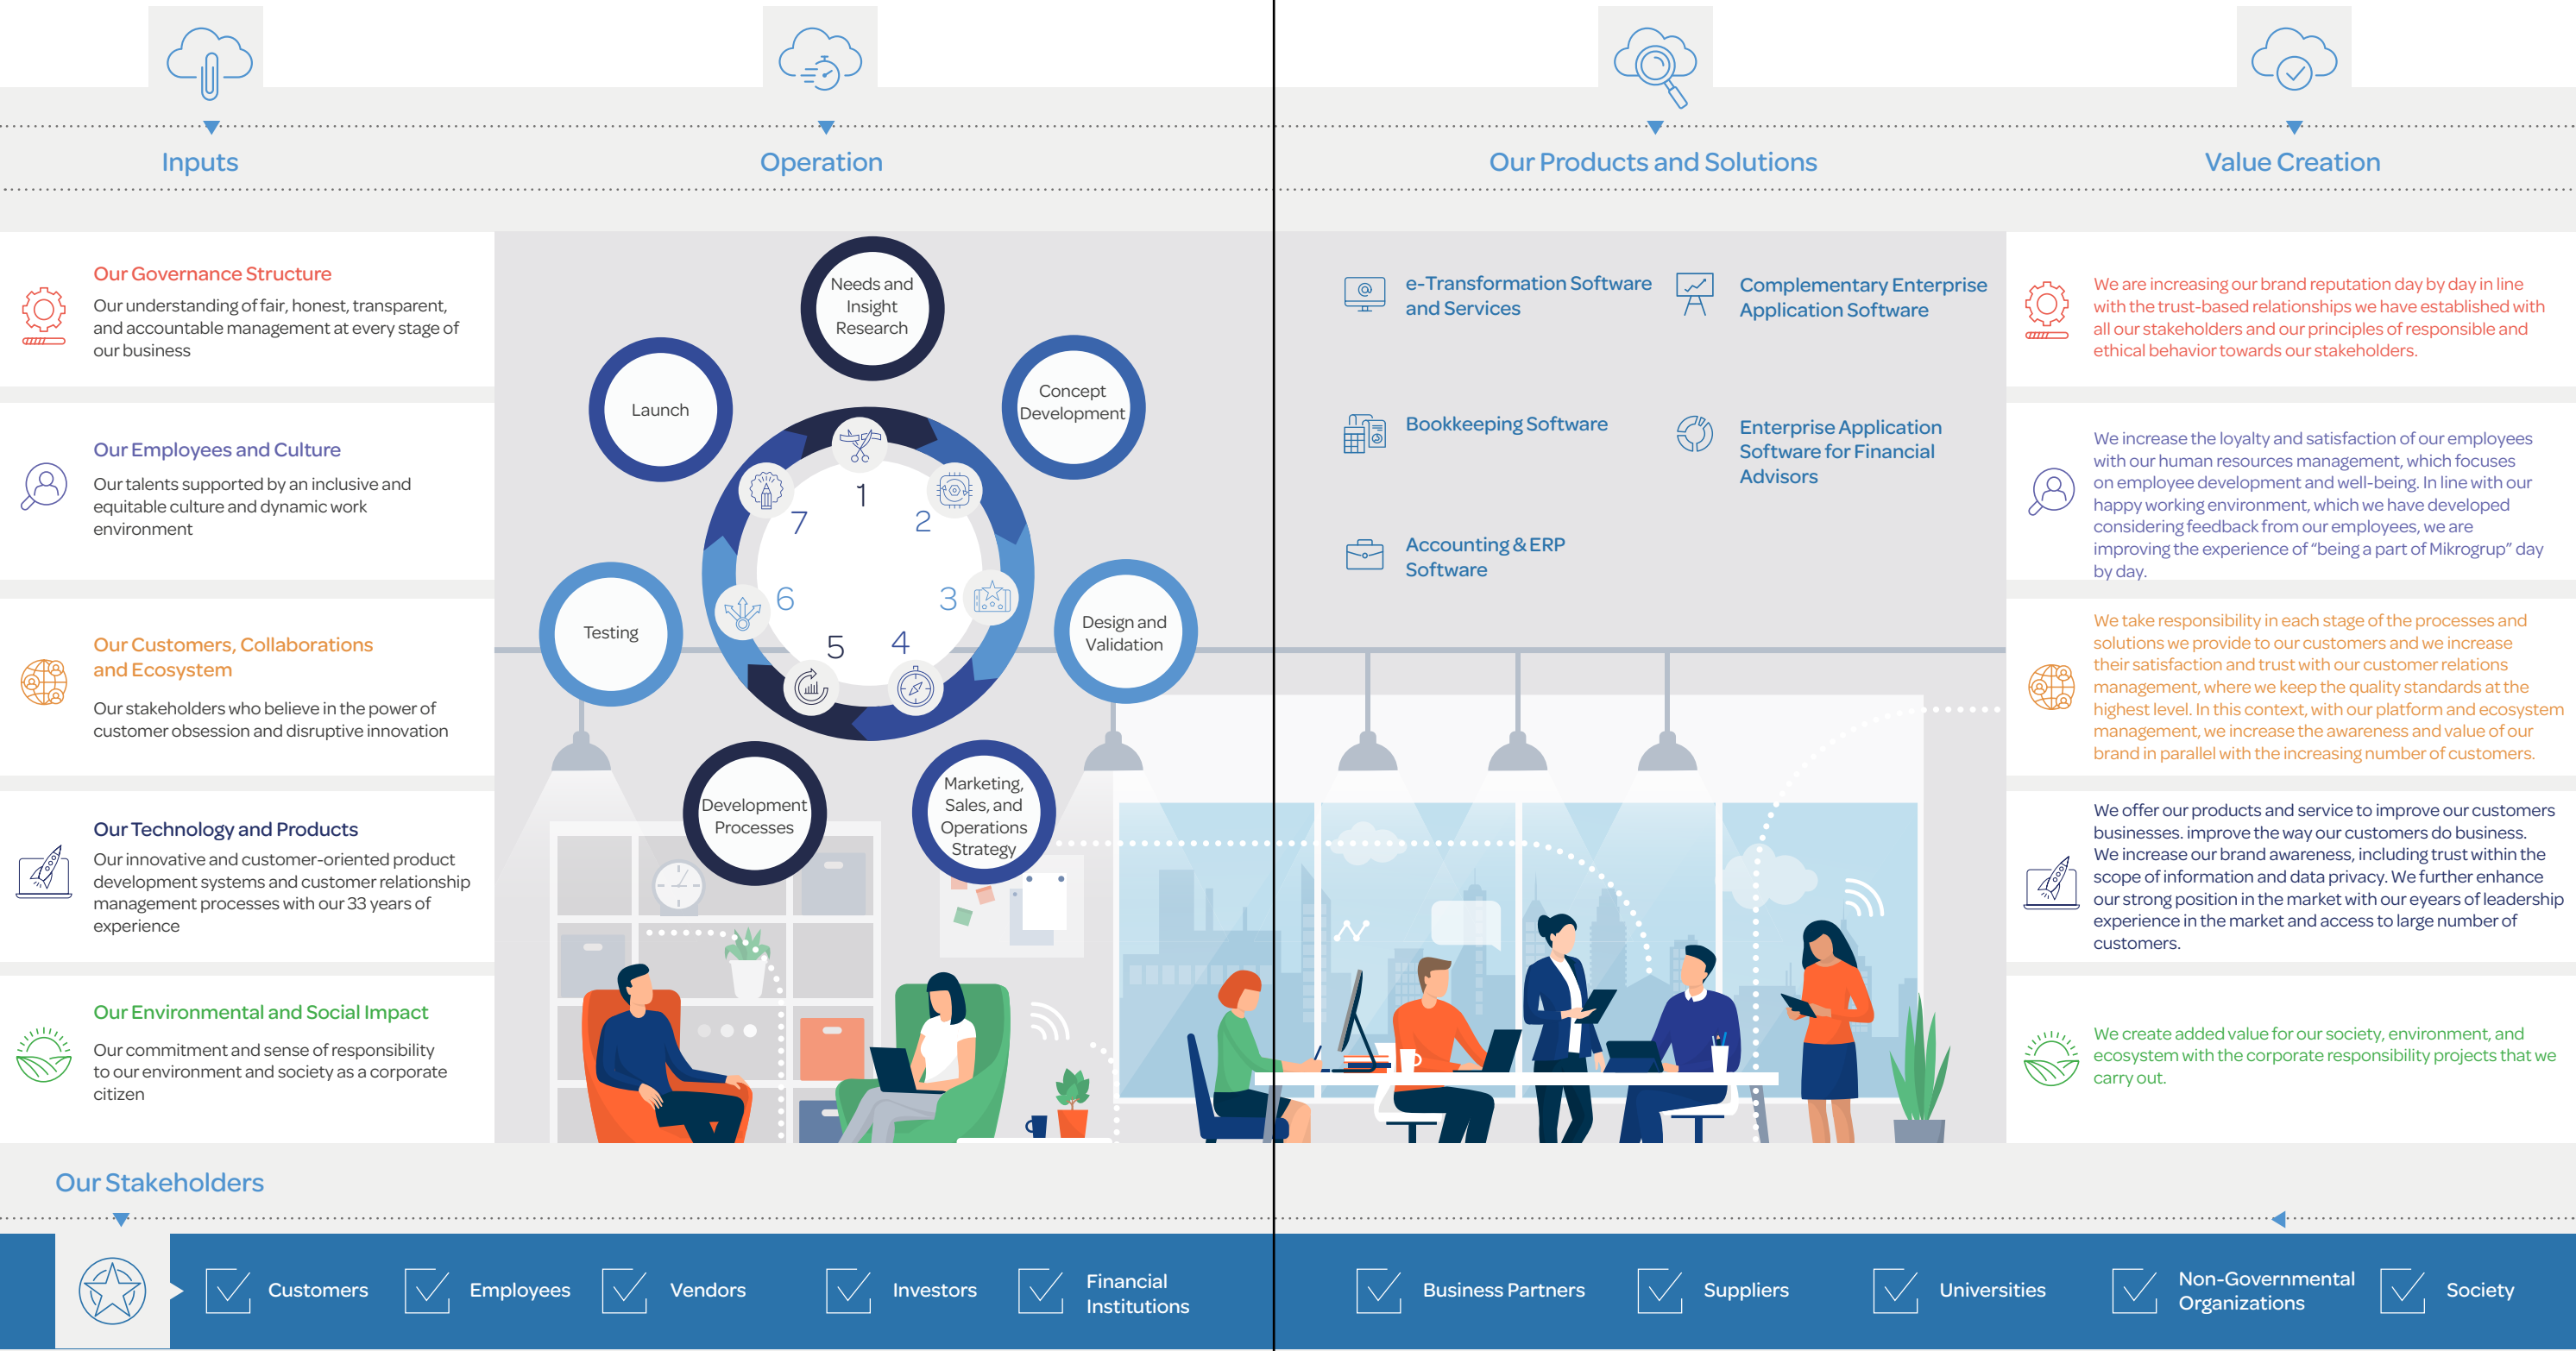 Inputs
Operation
Our Products and Solutions
Value Creation
Our Governance Structure
Our understanding of fair, honest, transparent,
and accountable management at every stage of
our business
Our Employees and Culture
Our talents supported by an inclusive and
equitable culture and dynamic work
environment
Our Customers, Collaborations
and Ecosystem
Our stakeholders who believe in the power of
customer obsession and disruptive innovation
Our Technology and Products
Our innovative and customer-oriented product
development systems and customer relationship
management processes with our 33 years of
experience
Our Environmental and Social Impact
Our commitment and sense of responsibility
to our environment and society as a corporate
citizen
Needs and
Insight
Research
Concept
Development
Design and
Validation
Marketing,
Sales, and
Operations
Strategy
Development
Processes
Testing
Launch
1
2
3
4
5
6
7
e-Transformation Software
and Services
Complementary Enterprise
Application Software
Bookkeeping Software
Enterprise Application
Software for Financial
Advisors
Accounting & ERP
Software
We are increasing our brand reputation day by day in line
with the trust-based relationships we have established with
all our stakeholders and our principles of responsible and
ethical behavior towards our stakeholders.
We increase the loyalty and satisfaction of our employees
with our human resources management, which focuses
on employee development and well-being. In line with our
happy working environment, which we have developed
considering feedback from our employees, we are
improving the experience of “being a part of Mikrogrup” day
by day.
We take responsibility in each stage of the processes and
solutions we provide to our customers and we increase
their satisfaction and trust with our customer relations
management, where we keep the quality standards at the
highest level. In this context, with our platform and ecosystem
management, we increase the awareness and value of our
brand in parallel with the increasing number of customers.
We offer our products and service to improve our customers
businesses. improve the way our customers do business.
We increase our brand awareness, including trust within the
scope of information and data privacy. We further enhance
our strong position in the market with our eyears of leadership
experience in the market and access to large number of
customers.
We create added value for our society, environment, and
ecosystem with the corporate responsibility projects that we
carry out.
Our Stakeholders
Customers
Employees
Vendors
Investors
Financial
Institutions
Business Partners
Suppliers
Universities
Non-Governmental
Organizations
Society